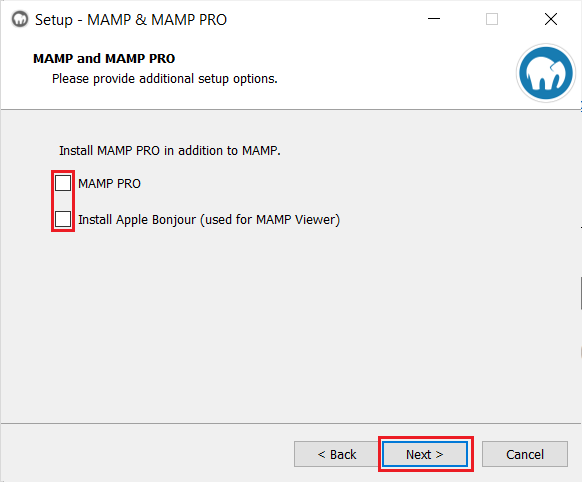 Setup - MAMP & MAMP PRO
MAMP and MAMP PRO
Please provide additional setup options.
Install MAMP PRO in addition to MAMP.
MAMP PRO
Install Apple Bonjour (used for MAMP Viewer)
< Back
Next >
Cancel